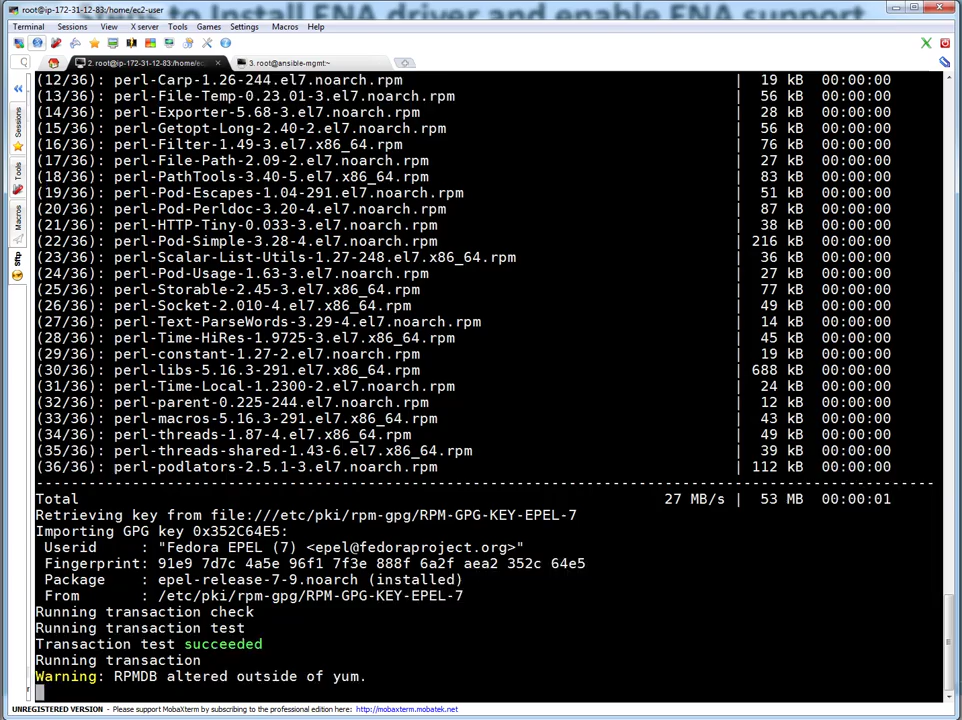 Steps to Install ENA driver and enable ENA support
root@ip-172-31-12-83:/home/ec2-user
Terminal Sessions View X server Tools Games Settings Macros Help
2. root@ip-172-31-12-83:/home/ec
3. root@ansible-mgmt:~
Sessions
Tools
Macros
Sftp
(12/36): perl-Carp-1.26-244.el7.noarch.rpm | 19 kB 00:00:00
(13/36): perl-File-Temp-0.23.01-3.el7.noarch.rpm | 56 kB 00:00:00
(14/36): perl-Exporter-5.68-3.el7.noarch.rpm | 28 kB 00:00:00
(15/36): perl-Getopt-Long-2.40-2.el7.noarch.rpm | 56 kB 00:00:00
(16/36): perl-Filter-1.49-3.el7.x86_64.rpm | 76 kB 00:00:00
(17/36): perl-File-Path-2.09-2.el7.noarch.rpm | 27 kB 00:00:00
(18/36): perl-PathTools-3.40-5.el7.x86_64.rpm | 83 kB 00:00:00
(19/36): perl-Pod-Escapes-1.04-291.el7.noarch.rpm | 51 kB 00:00:00
(20/36): perl-Pod-Perldoc-3.20-4.el7.noarch.rpm | 87 kB 00:00:00
(21/36): perl-HTTP-Tiny-0.033-3.el7.noarch.rpm | 38 kB 00:00:00
(22/36): perl-Pod-Simple-3.28-4.el7.noarch.rpm | 216 kB 00:00:00
(23/36): perl-Scalar-List-Utils-1.27-248.el7.x86_64.rpm | 36 kB 00:00:00
(24/36): perl-Pod-Usage-1.63-3.el7.noarch.rpm | 27 kB 00:00:00
(25/36): perl-Storable-2.45-3.el7.x86_64.rpm | 77 kB 00:00:00
(26/36): perl-Socket-2.010-4.el7.x86_64.rpm | 49 kB 00:00:00
(27/36): perl-Text-ParseWords-3.29-4.el7.noarch.rpm | 14 kB 00:00:00
(28/36): perl-Time-HiRes-1.9725-3.el7.x86_64.rpm | 45 kB 00:00:00
(29/36): perl-constant-1.27-2.el7.noarch.rpm | 19 kB 00:00:00
(30/36): perl-libs-5.16.3-291.el7.x86_64.rpm | 688 kB 00:00:00
(31/36): perl-Time-Local-1.2300-2.el7.noarch.rpm | 24 kB 00:00:00
(32/36): perl-parent-0.225-244.el7.noarch.rpm | 12 kB 00:00:00
(33/36): perl-macros-5.16.3-291.el7.x86_64.rpm | 43 kB 00:00:00
(34/36): perl-threads-1.87-4.el7.x86_64.rpm | 49 kB 00:00:00
(35/36): perl-threads-shared-1.43-6.el7.x86_64.rpm | 39 kB 00:00:00
(36/36): perl-podlators-2.5.1-3.el7.noarch.rpm | 112 kB 00:00:00
--------------------------------------------------------------------------------
Total 27 MB/s | 53 MB 00:00:01
Retrieving key from file:///etc/pki/rpm-gpg/RPM-GPG-KEY-EPEL-7
Importing GPG key 0x352C64E5:
Userid : "Fedora EPEL (7) <epel@fedoraproject.org>"
Fingerprint: 91e9 7d7c 4a5e 96f1 7f3e 888f 6a2f aea2 352c 64e5
Package : epel-release-7-9.noarch (installed)
From : /etc/pki/rpm-gpg/RPM-GPG-KEY-EPEL-7
Running transaction check
Running transaction test
Transaction test succeeded
Running transaction
Warning: RPMDB altered outside of yum.
UNREGISTERED VERSION - Please support MobaXterm by subscribing to the professional edition here: http://mobaxterm.mobatek.net